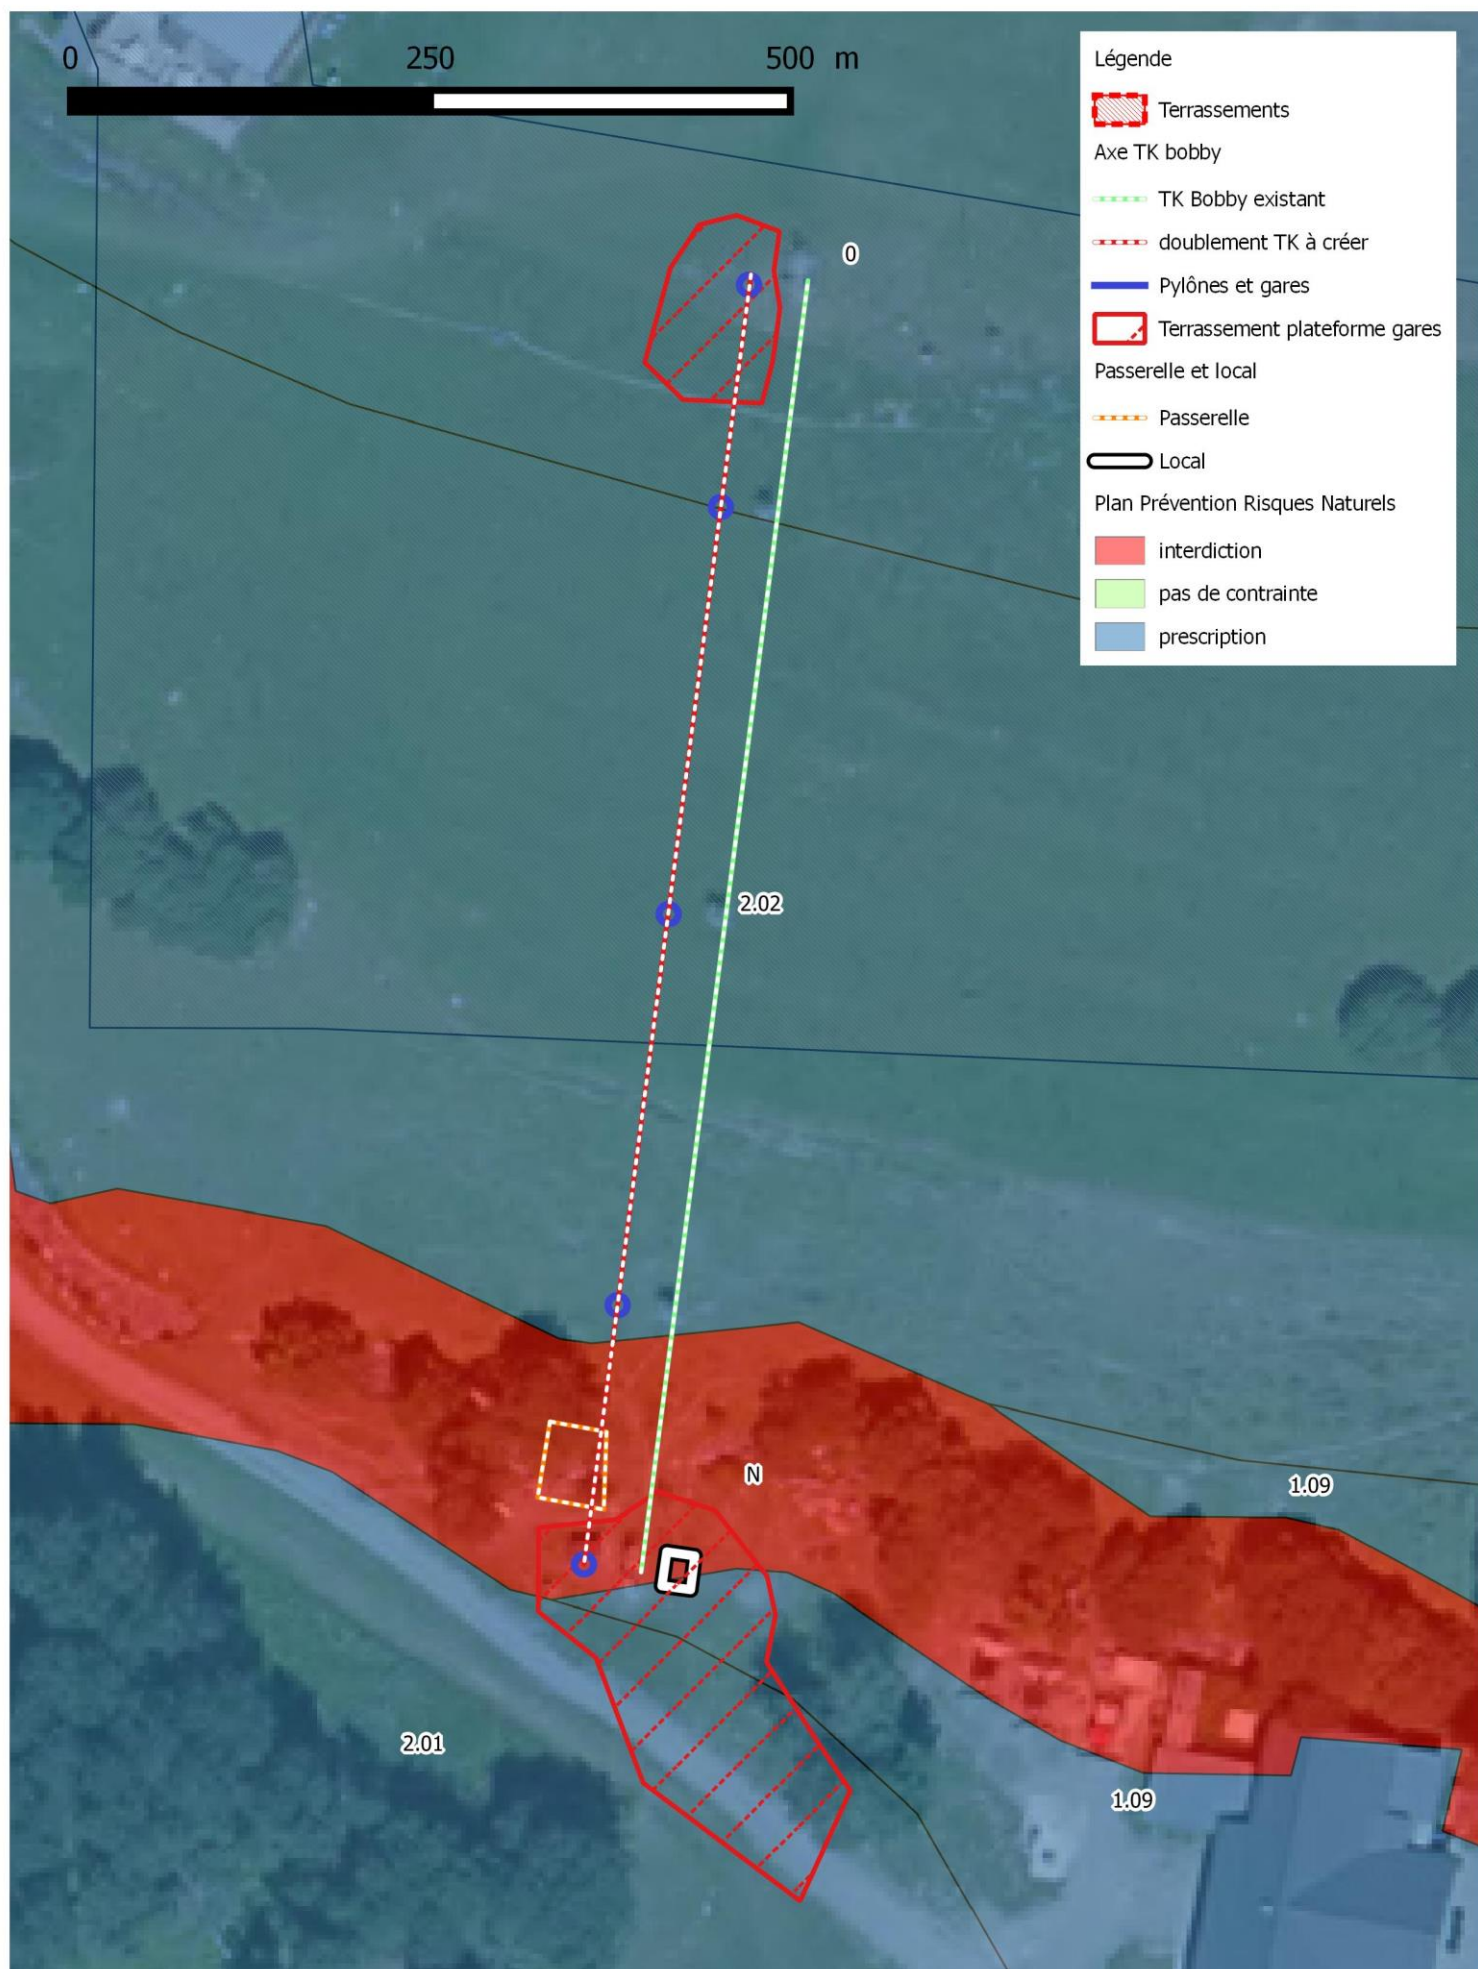 0 250 500 m
Légende
Terrassements
Axe TK bobby
TK Bobby existant
doublement TK à créer
Pylônes et gares
Terrassement plateforme gares
Passerelle et local
Passerelle
Local
Plan Prévention Risques Naturels
interdiction
pas de contrainte
prescription
0
2.02
N
1.09
2.01
1.09